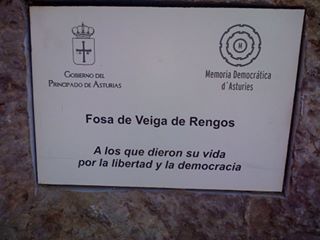 GOBIERNO DEL
PRINCIPADO DE ASTURIAS
Memoria Democrática
d'Asturies
Fosa de Veiga de Rengos
A los que dieron su vida
por la libertad y la democracia